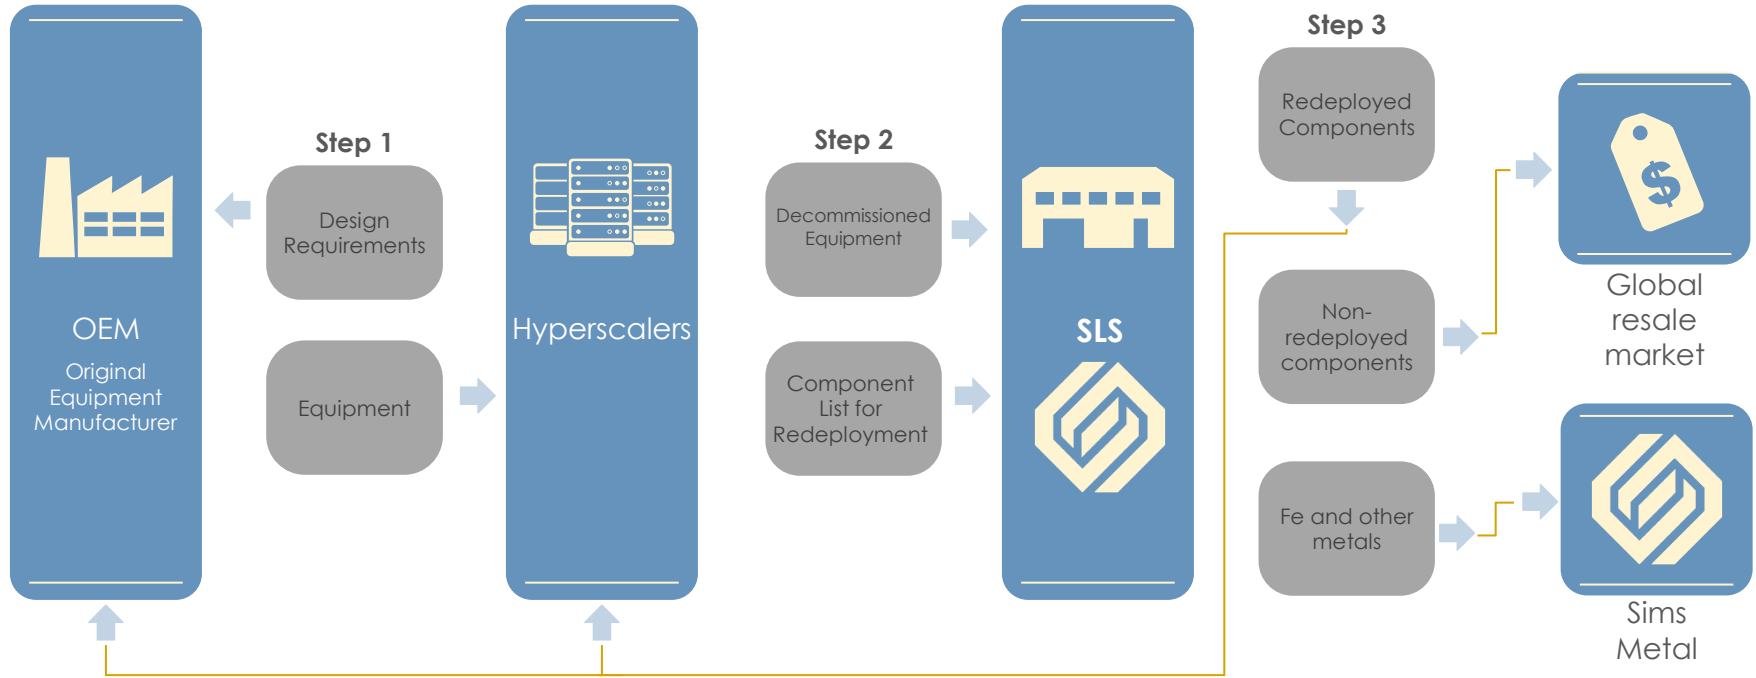 OEM
Original
Equipment
Manufacturer
Step 1
Design
Requirements
Equipment
Hyperscalers
Step 2
Decommissioned
Equipment
Component
List for
Redeployment
SLS
Step 3
Redeployed
Components
Non-
redeployed
components
Fe and other
metals
$
Global
resale
market
Sims
Metal